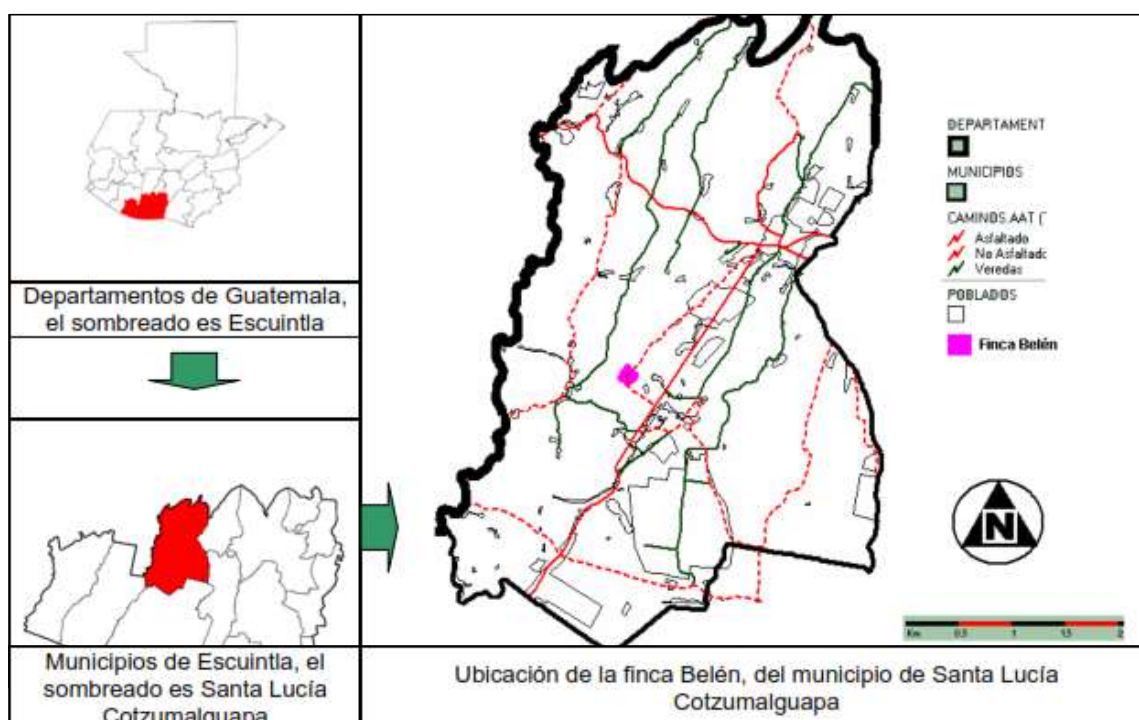 Departamentos de Guatemala,
el sombreado es Escuintla
Municipios de Escuintla, el
sombreado es Santa Lucía
Cotzumalguapa
DEPARTAMENT
MUNICIPIOS
CAMINOS AAT (
Asfaltado
No Asfaltado
Veredas
POBLADOS
Finca Belén
N
Km 0.5 1 1.5 2
Ubicación de la finca Belén, del municipio de Santa Lucía
Cotzumalguapa